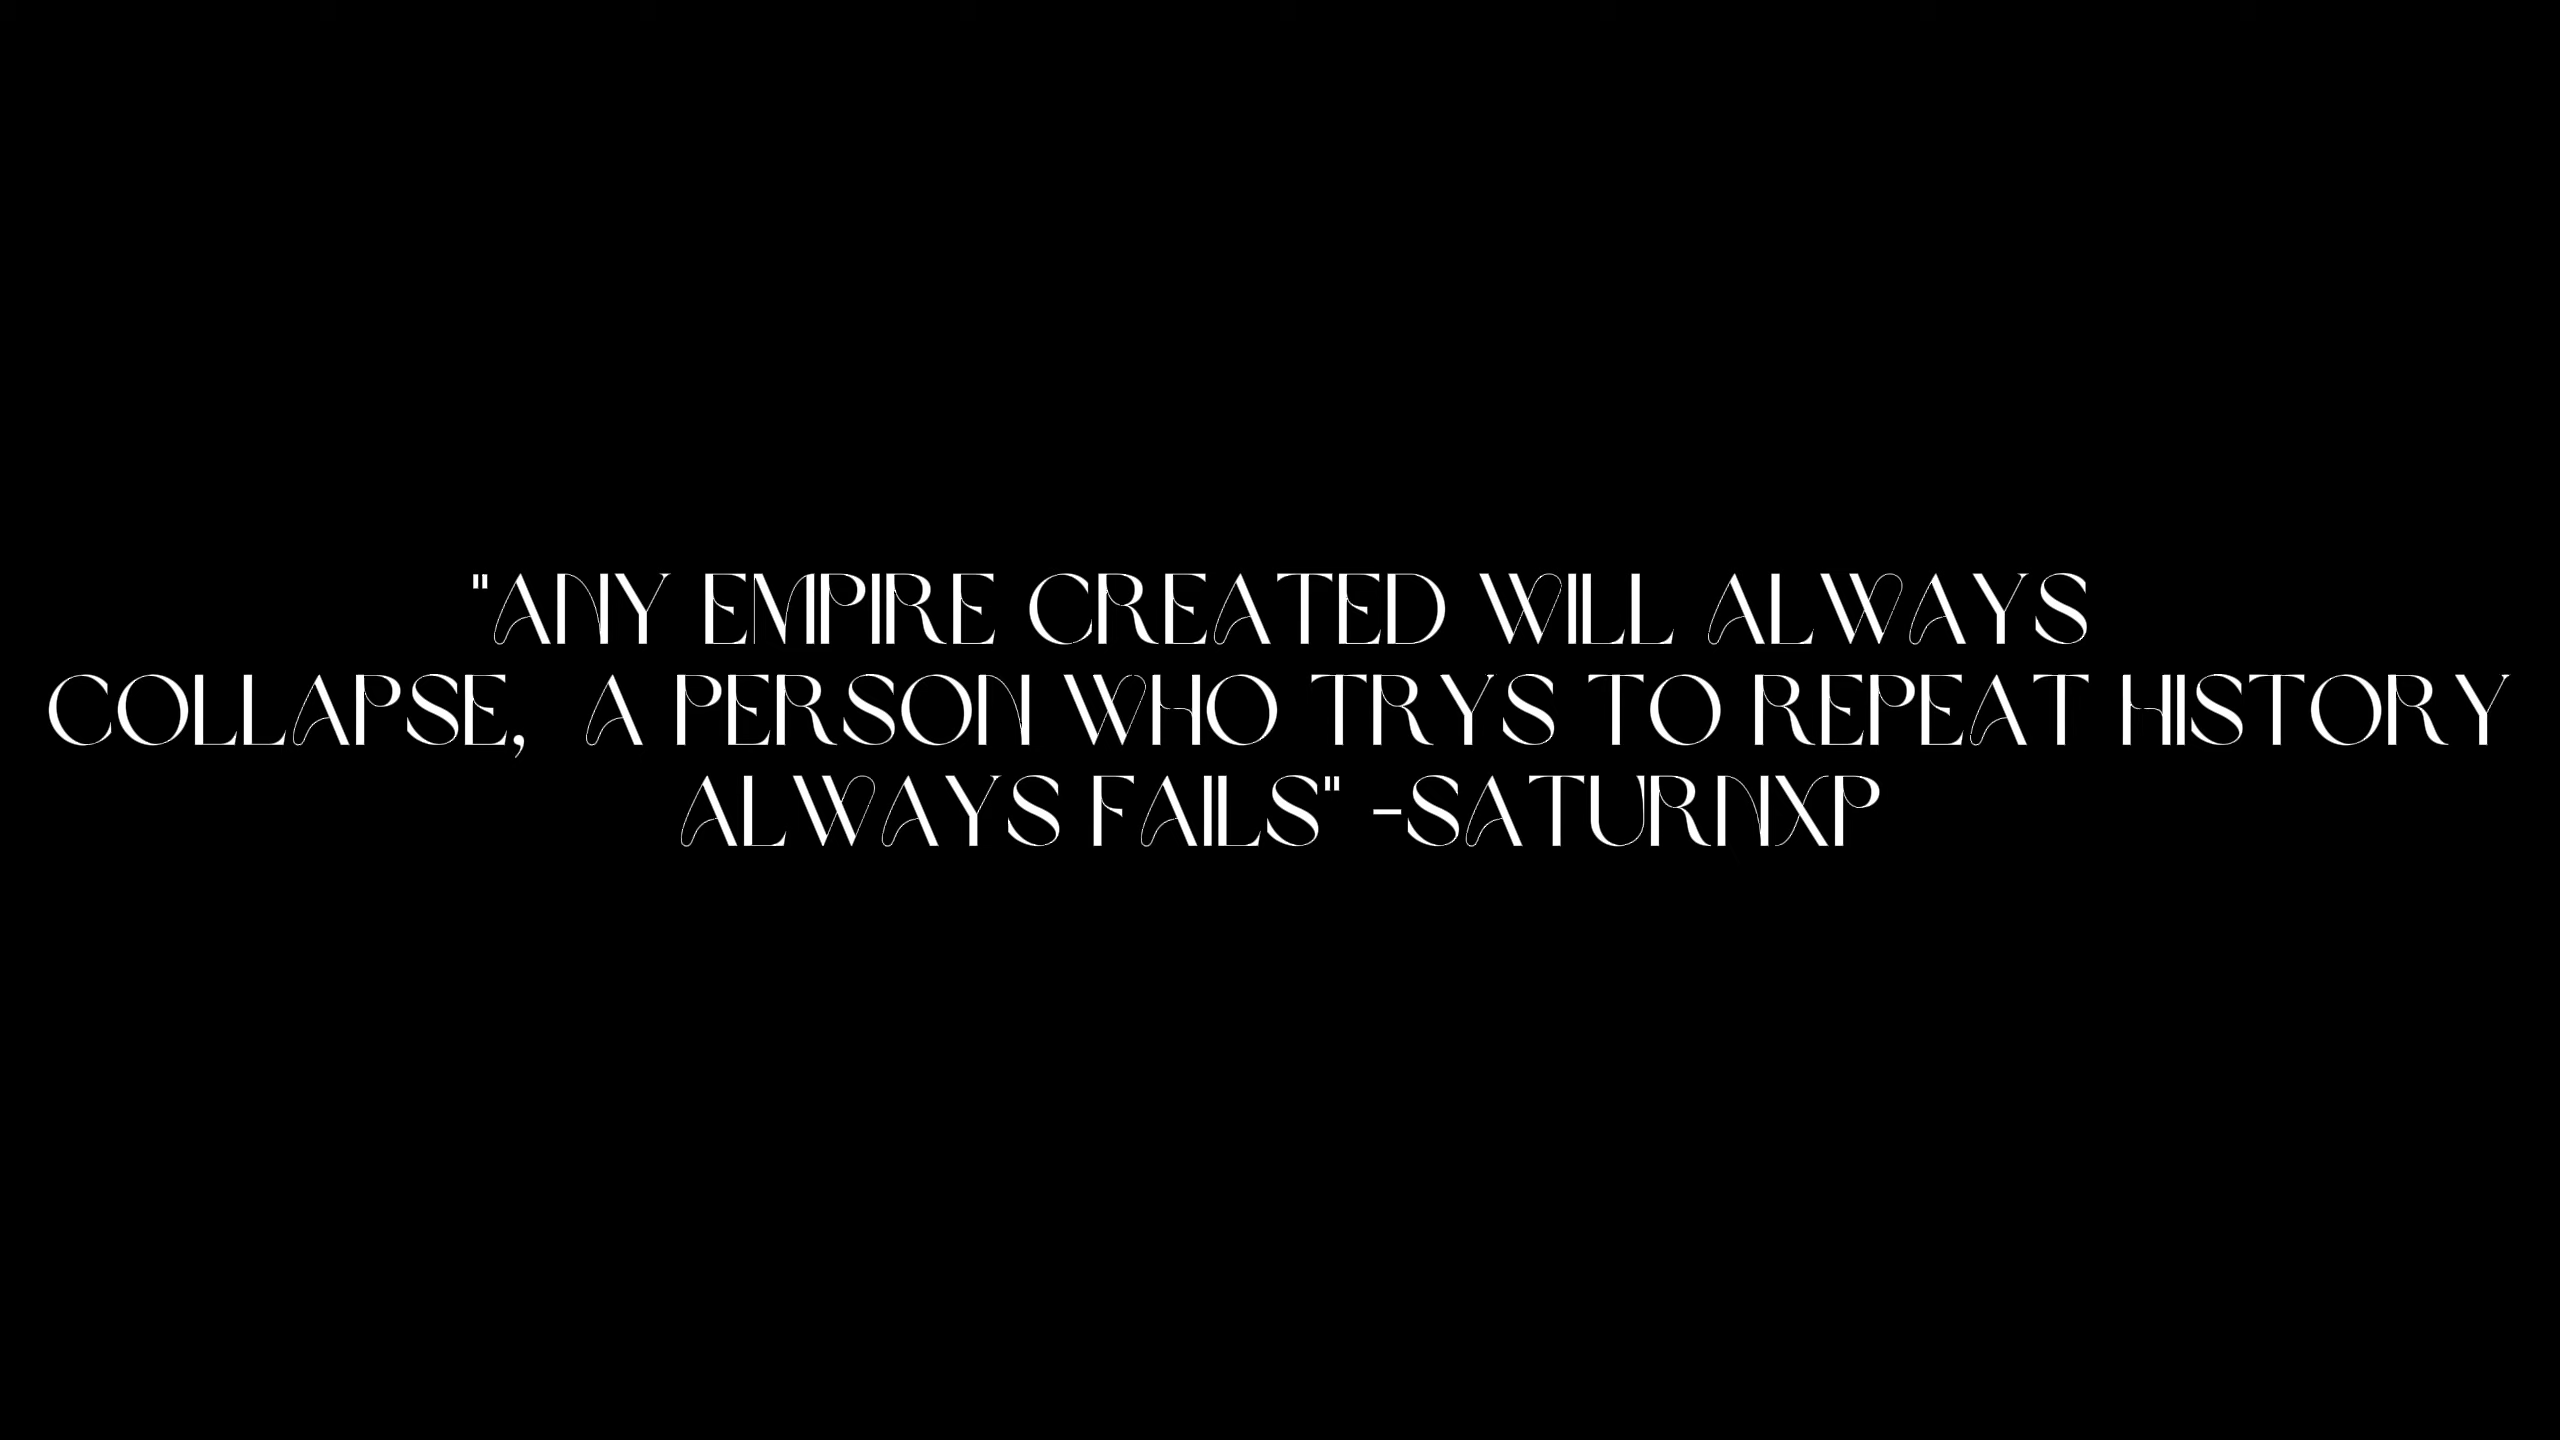 "ANY EMPIRE CREATED WILL ALWAYS
COLLAPSE, A PERSON WHO TRYS TO REPEAT HISTORY
ALWAYS FAILS" -SATURNXP